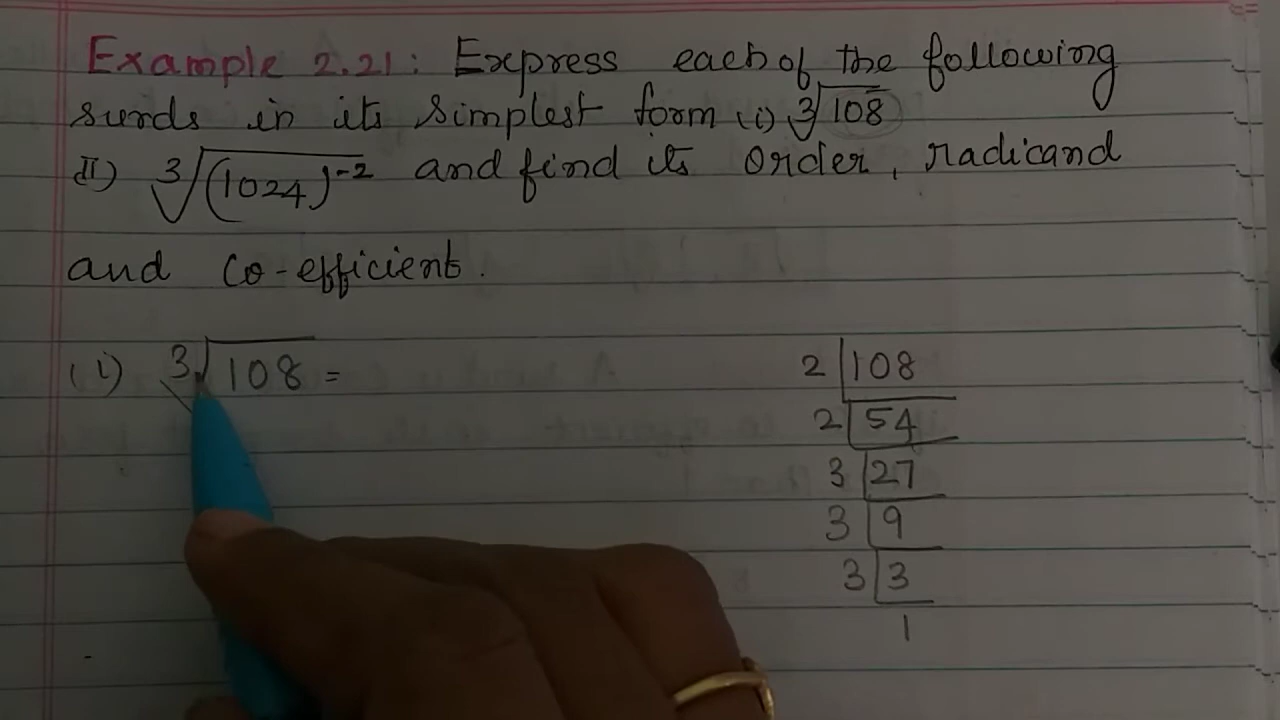 Example 2.21: Express each of the following
surds in its simplest form (i) ∛108
II) ∛(1024)⁻² and find its order, radicand
and co-efficient.
(i) ∛108 =
2 108
2 54
3 27
3 9
3 3
1